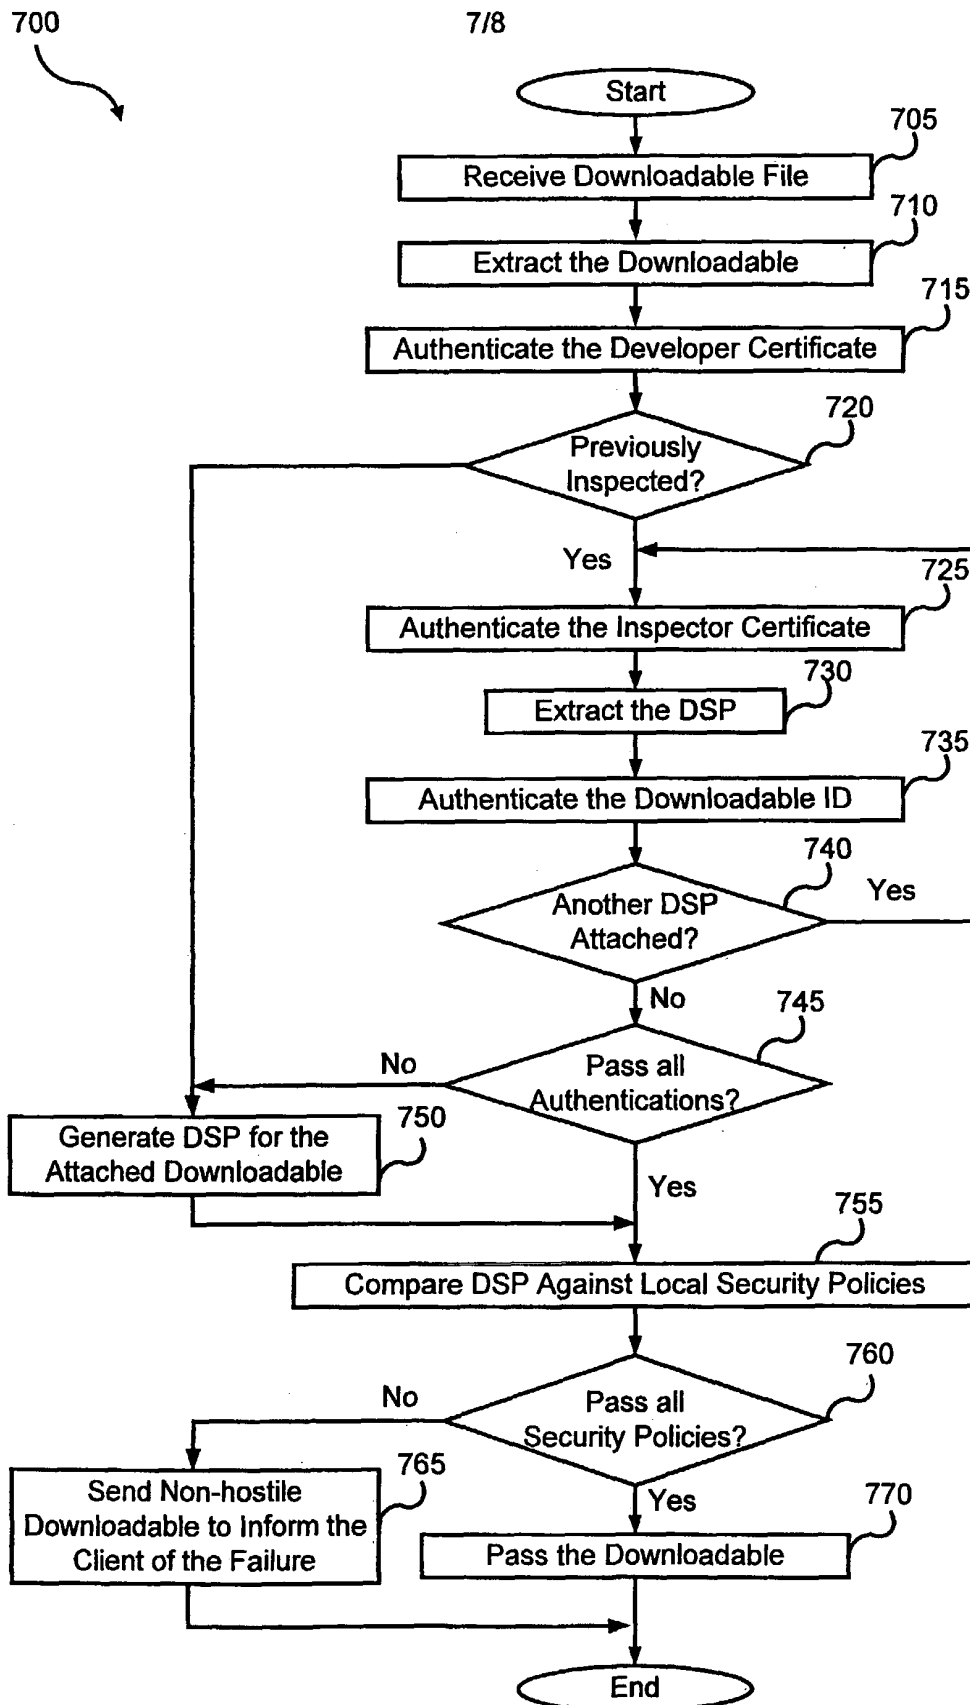 700
7/8
Start
705
Receive Downloadable File
710
Extract the Downloadable
715
Authenticate the Developer Certificate
720
Previously
Inspected?
Yes
725
Authenticate the Inspector Certificate
730
Extract the DSP
735
Authenticate the Downloadable ID
740
Yes
Another DSP
Attached?
No
745
No
Pass all
Authentications?
750
Generate DSP for the
Attached Downloadable
Yes
755
Compare DSP Against Local Security Policies
760
No
Pass all
Security Policies?
765
Send Non-hostile
Downloadable to Inform the
Client of the Failure
Yes
770
Pass the Downloadable
End